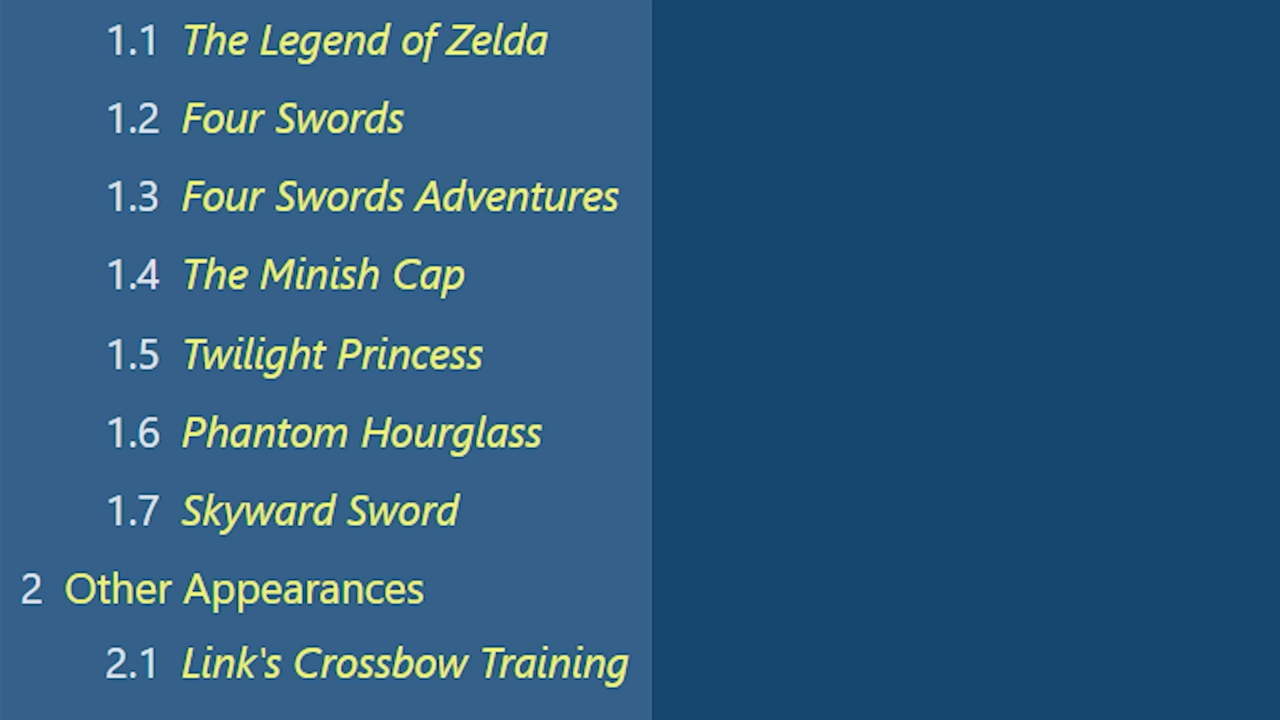 1.1 The Legend of Zelda
1.2 Four Swords
1.3 Four Swords Adventures
1.4 The Minish Cap
1.5 Twilight Princess
1.6 Phantom Hourglass
1.7 Skyward Sword
2 Other Appearances
2.1 Link's Crossbow Training